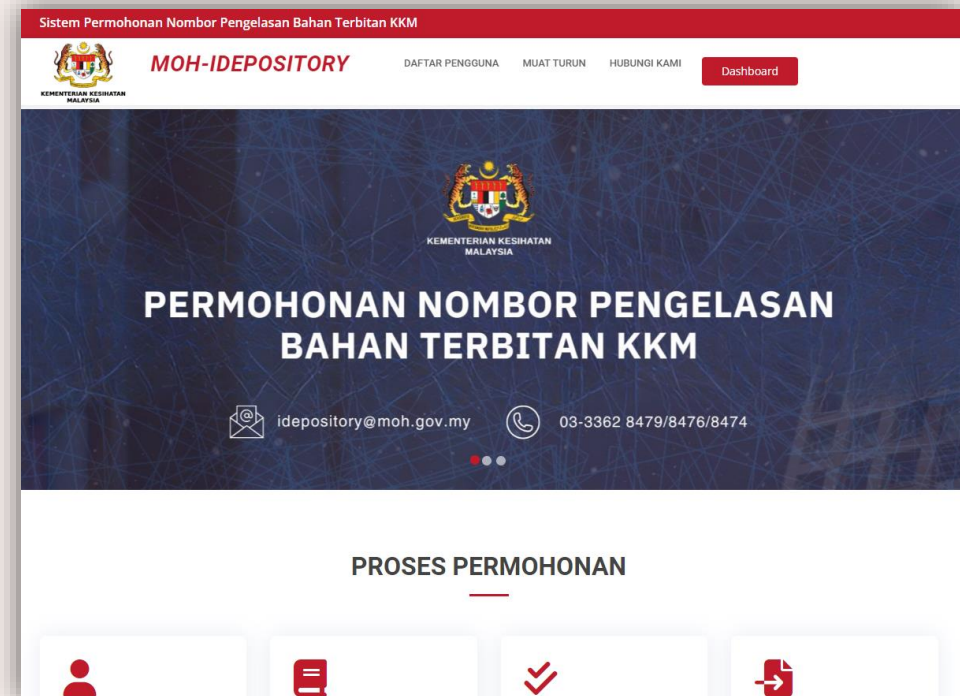 Sistem Permohonan Nombor Pengelasan Bahan Terbitan KKM
KEMENTERIAN KESIHATAN
MALAYSIA
MOH-IDEPOSITORY
DAFTAR PENGGUNA
MUAT TURUN
HUBUNGI KAMI
Dashboard
KEMENTERIAN KESIHATAN
MALAYSIA
PERMOHONAN NOMBOR PENGELASAN
BAHAN TERBITAN KKM
idepository@moh.gov.my
03-3362 8479/8476/8474
PROSES PERMOHONAN